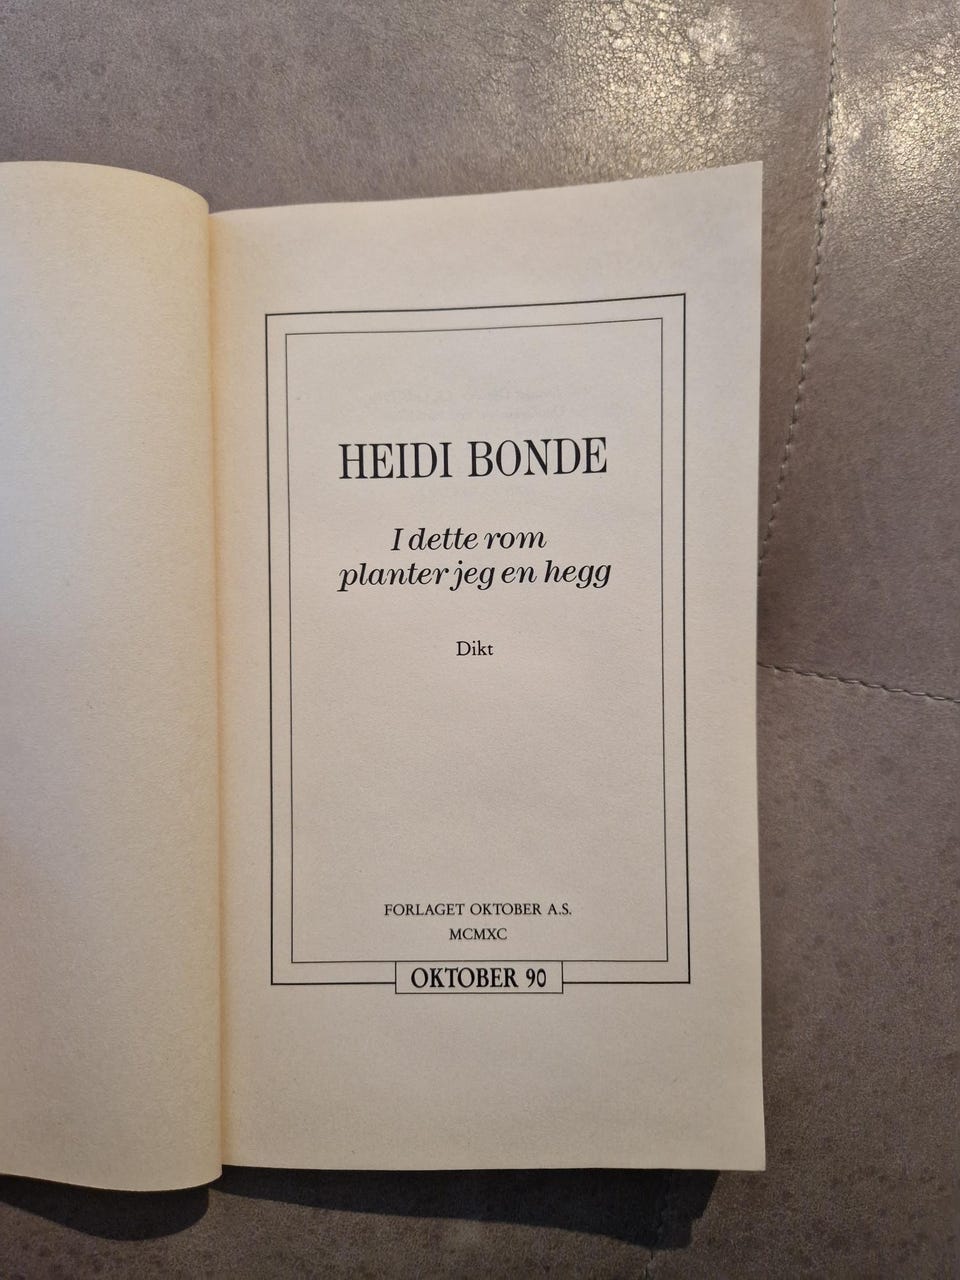 HEIDI BONDE
I dette rom
planter jeg en hegg
Dikt
FORLAGET OKTOBER A.S.
MCMXC
OKTOBER 90